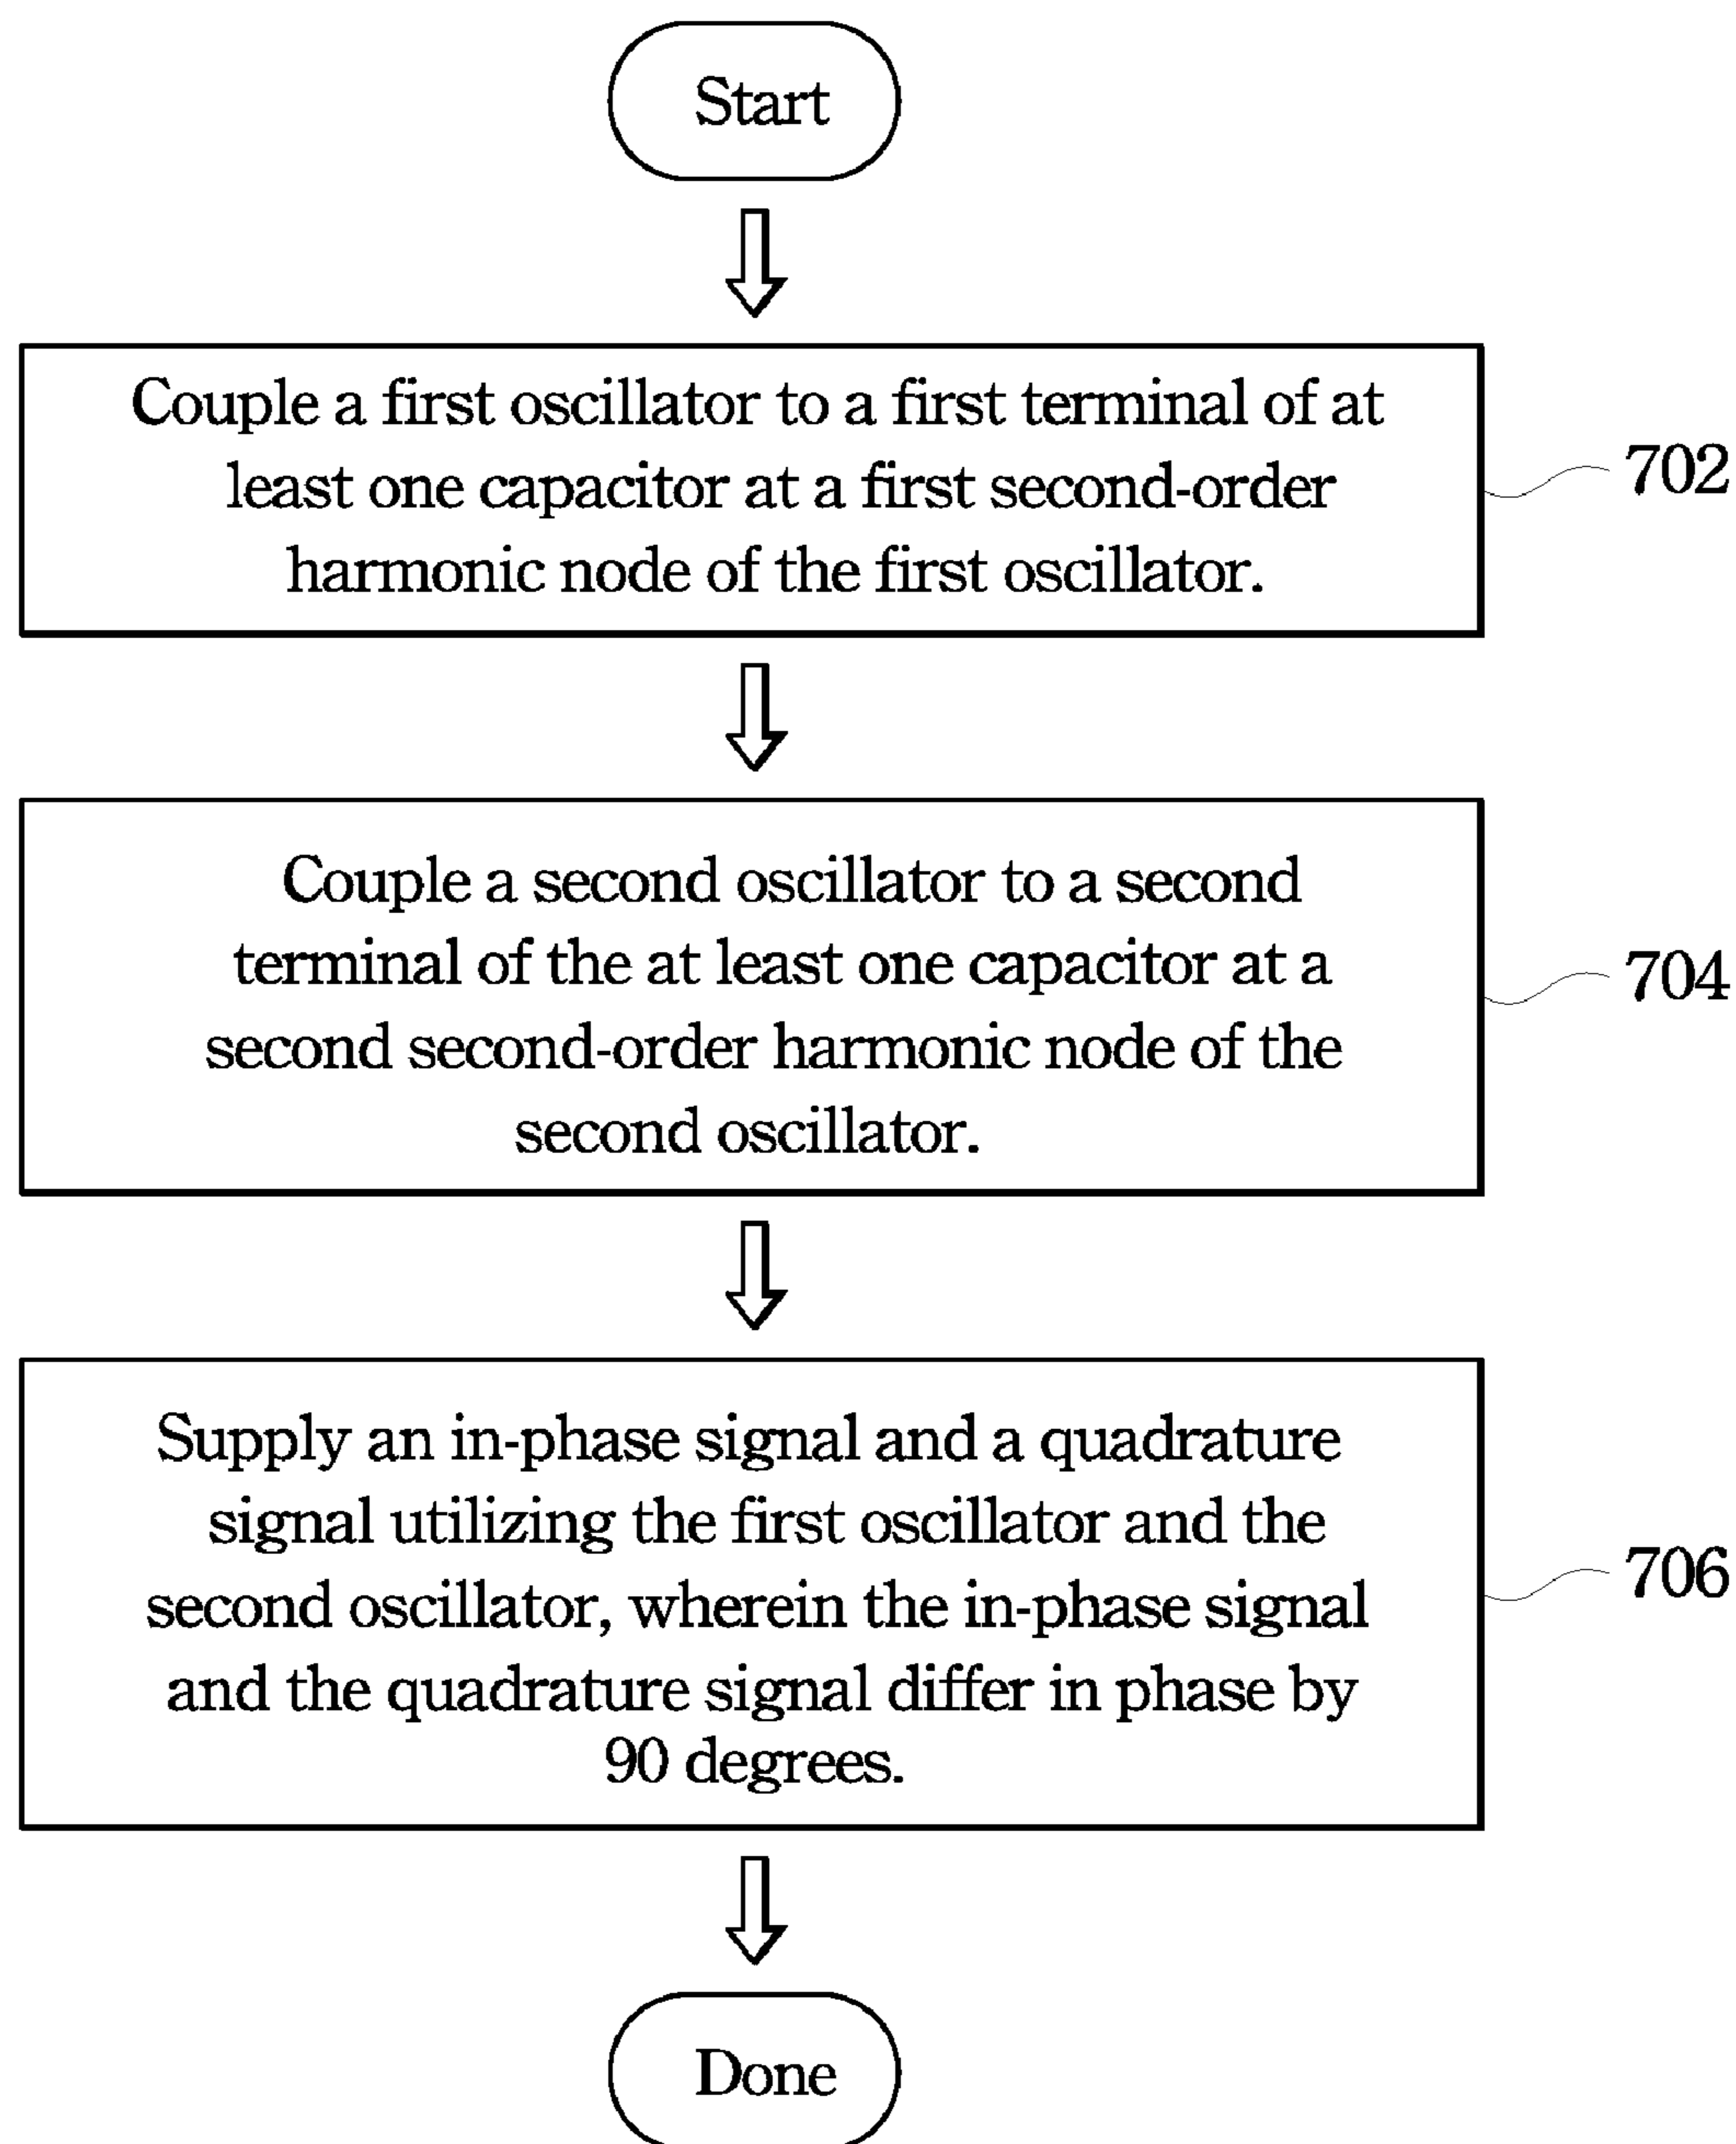 Start
Couple a first oscillator to a first terminal of at
least one capacitor at a first second-order
harmonic node of the first oscillator.
702
Couple a second oscillator to a second
terminal of the at least one capacitor at a
second second-order harmonic node of the
second oscillator.
704
Supply an in-phase signal and a quadrature
signal utilizing the first oscillator and the
second oscillator, wherein the in-phase signal
and the quadrature signal differ in phase by
90 degrees.
706
Done